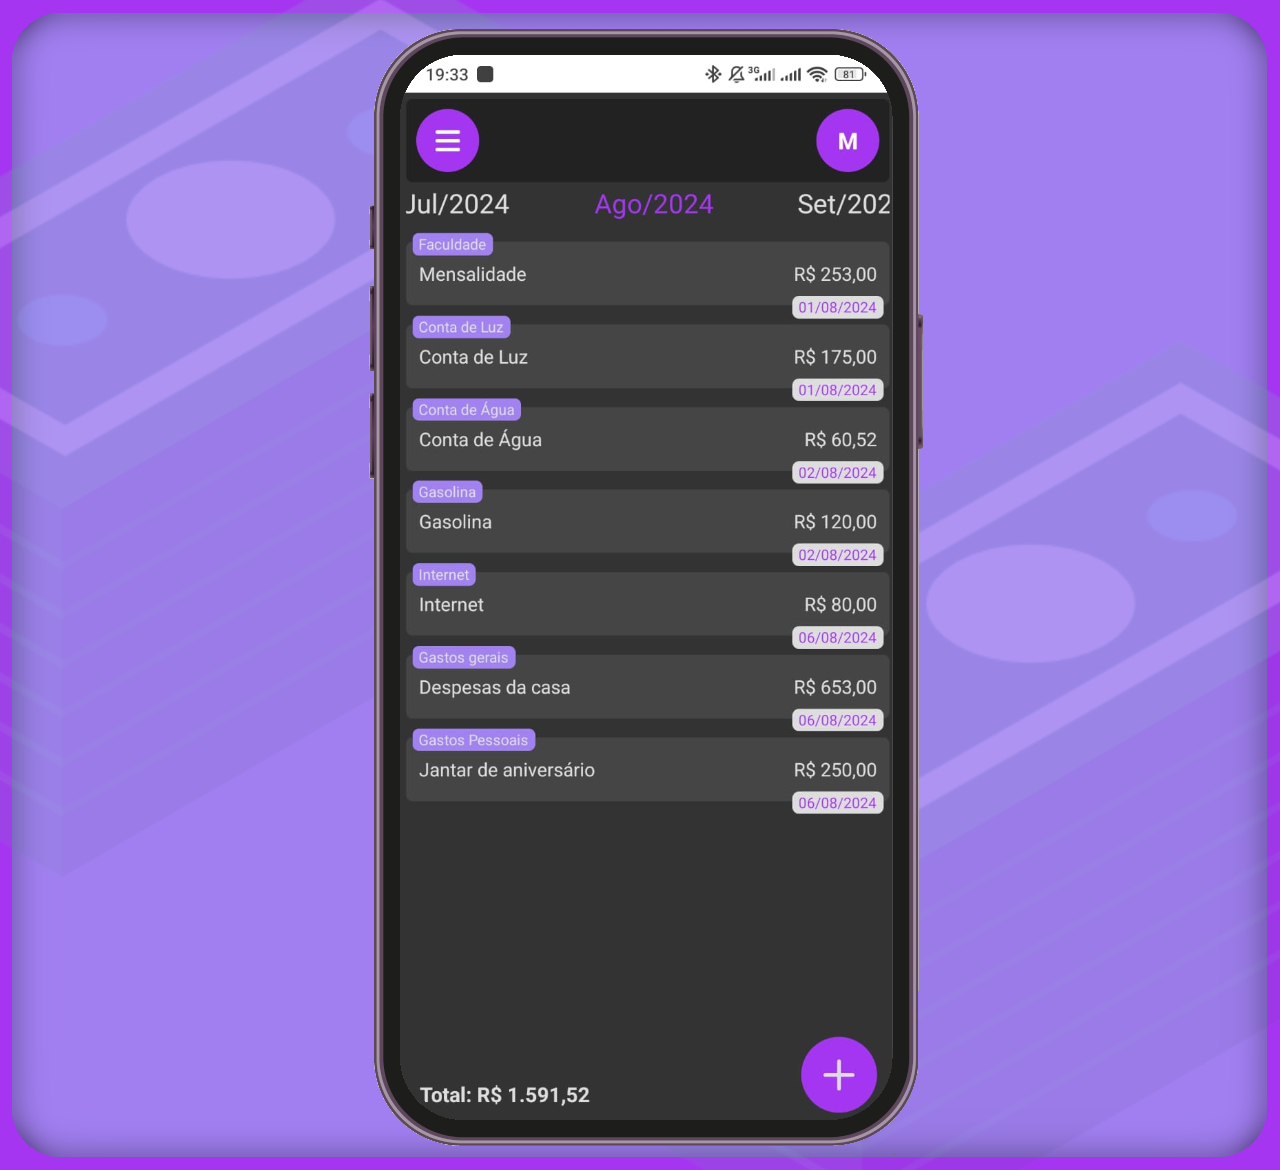 19:33 3G 81
M
Jul/2024 Ago/2024 Set/202
Faculdade
Mensalidade R$ 253,00
01/08/2024
Conta de Luz
Conta de Luz R$ 175,00
01/08/2024
Conta de Água
Conta de Água R$ 60,52
02/08/2024
Gasolina
Gasolina R$ 120,00
02/08/2024
Internet
Internet R$ 80,00
06/08/2024
Gastos gerais
Despesas da casa R$ 653,00
06/08/2024
Gastos Pessoais
Jantar de aniversário R$ 250,00
06/08/2024
Total: R$ 1.591,52